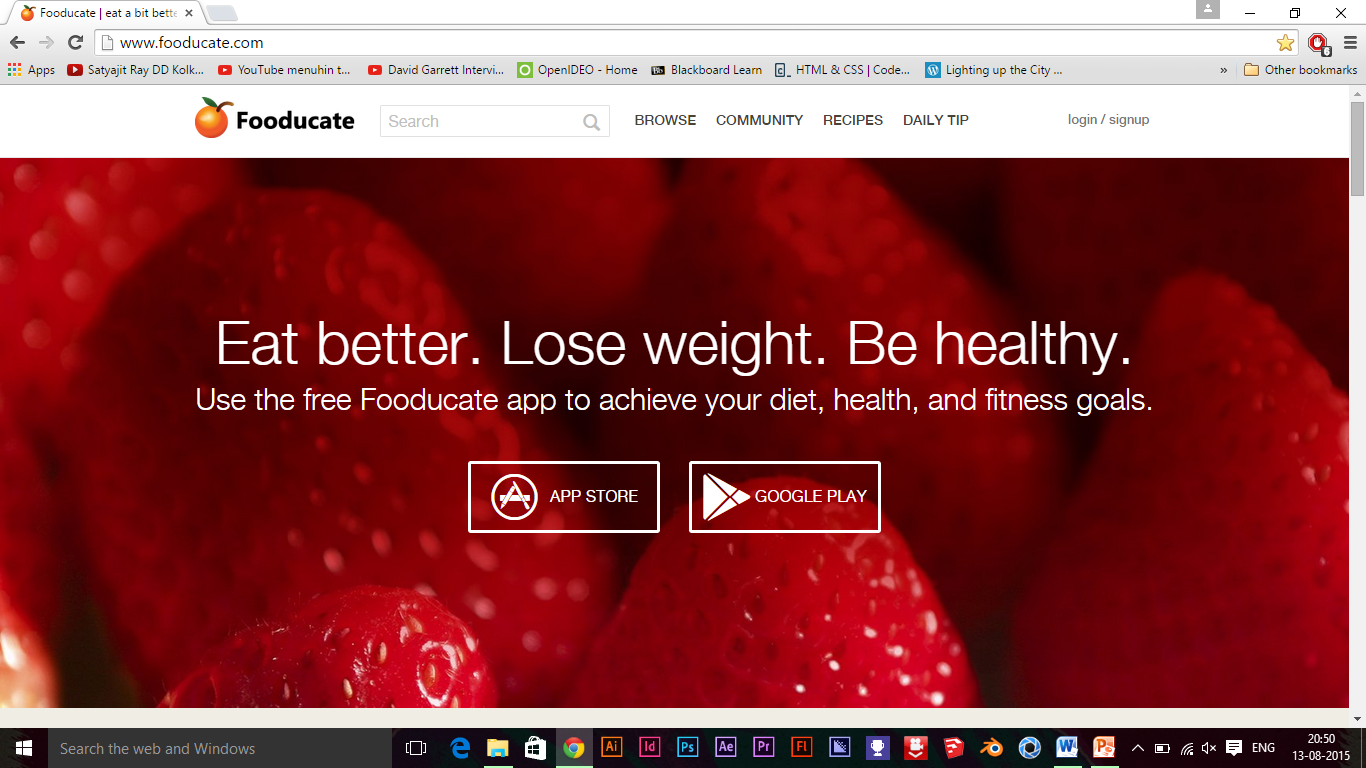 Fooducate | eat a bit bette
www.fooducate.com
Apps
Satyajit Ray DD Kolk...
YouTube menuhin t...
David Garrett Intervi...
OpenIDEO - Home
Bb
Blackboard Learn
HTML & CSS | Code...
Lighting up the City ...
»
Other bookmarks
6
Fooducate
Search
BROWSE
COMMUNITY
RECIPES
DAILY TIP
login / signup
Eat better. Lose weight. Be healthy.
Use the free Fooducate app to achieve your diet, health, and fitness goals.
APP STORE
GOOGLE PLAY
Search the web and Windows
Ai
Id
Ps
Ae
Pr
Fl
ENG
20:50
13-08-2015